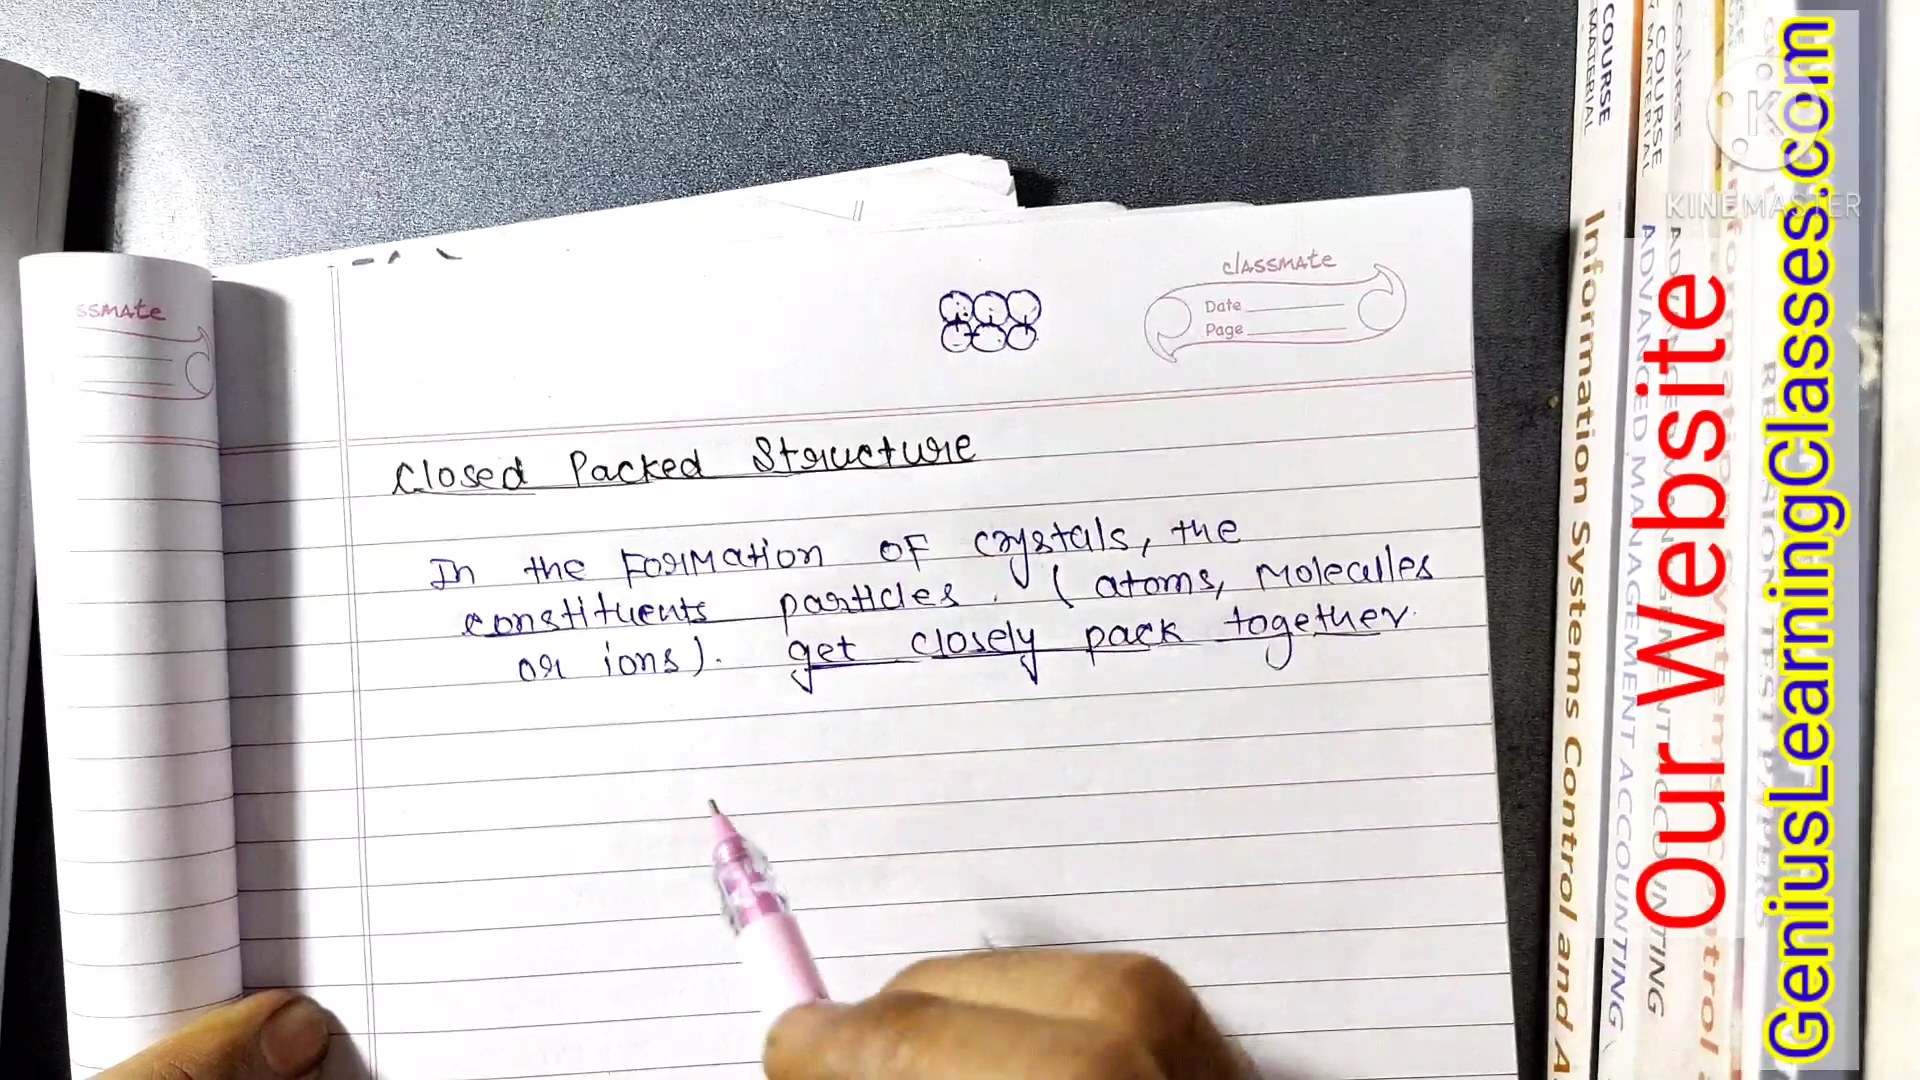 classmate
Date
Page
ssmate
Closed Packed Structure
In the Formation OF crystals, the
constituents particles. (atoms, Molecules
or ions). get closely pack together.
COURSE
MATERIAL
Information Systems Control and A
COURSE
MATERIAL
ADVANCED MANAGEMENT ACCOUNTING
COURSE
KINEMASTER
Our Website
GeniusLearningClasses.com